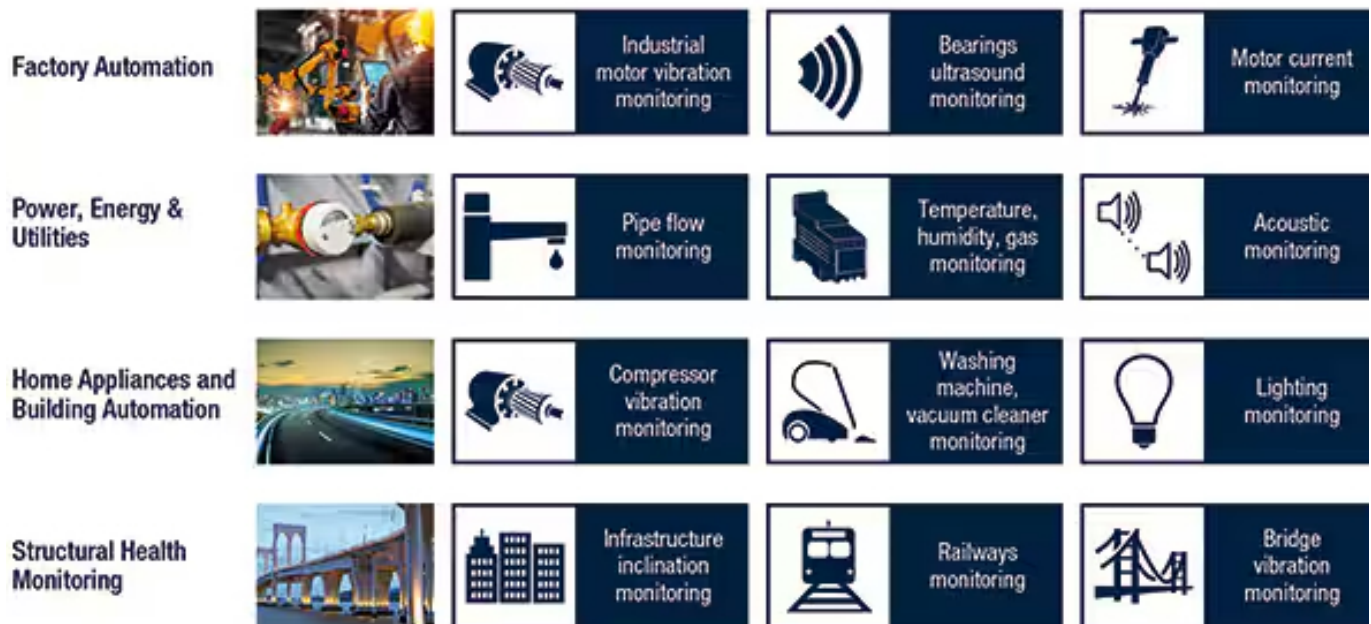 Factory Automation
Industrial
motor vibration
monitoring
Bearings
ultrasound
monitoring
Motor current
monitoring
Power, Energy &
Utilities
Pipe flow
monitoring
Temperature,
humidity, gas
monitoring
Acoustic
monitoring
Home Appliances and
Building Automation
Compressor
vibration
monitoring
Washing
machine,
vacuum cleaner
monitoring
Lighting
monitoring
Structural Health
Monitoring
Infrastructure
inclination
monitoring
Railways
monitoring
Bridge
vibration
monitoring